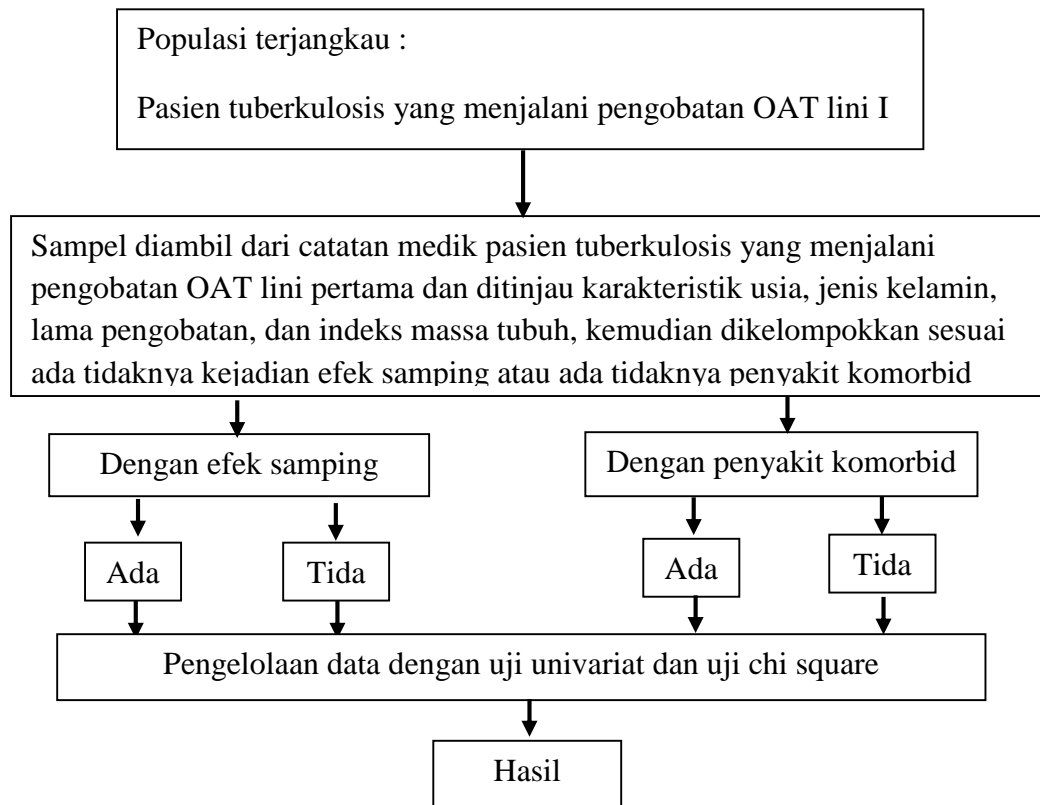 Populasi terjangkau :
Pasien tuberkulosis yang menjalani pengobatan OAT lini I
Sampel diambil dari catatan medik pasien tuberkulosis yang menjalani
pengobatan OAT lini pertama dan ditinjau karakteristik usia, jenis kelamin,
lama pengobatan, dan indeks massa tubuh, kemudian dikelompokkan sesuai
ada tidaknya kejadian efek samping atau ada tidaknya penyakit komorbid
Dengan efek samping
Dengan penyakit komorbid
Ada
Tida
Ada
Tida
Pengelolaan data dengan uji univariat dan uji chi square
Hasil